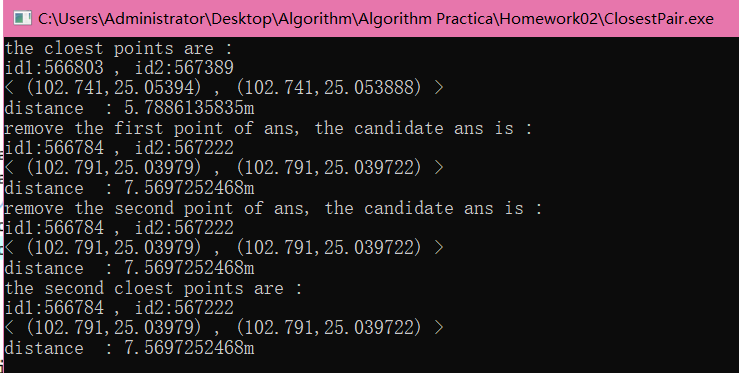 C:\Users\Administrator\Desktop\Algorithm\Algorithm Practica\Homework02\ClosestPair.exe
the cloest points are :
id1:566803 , id2:567389
< (102.741,25.05394) , (102.741,25.053888) >
distance  : 5.7886135835m
remove the first point of ans, the candidate ans is :
id1:566784 , id2:567222
< (102.791,25.03979) , (102.791,25.039722) >
distance  : 7.5697252468m
remove the second point of ans, the candidate ans is :
id1:566784 , id2:567222
< (102.791,25.03979) , (102.791,25.039722) >
distance  : 7.5697252468m
the second cloest points are :
id1:566784 , id2:567222
< (102.791,25.03979) , (102.791,25.039722) >
distance  : 7.5697252468m